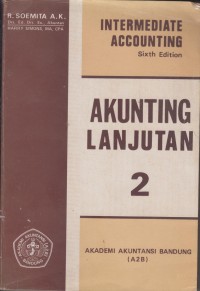 R. SOEMITA A.K.
INTERMEDIATE
ACCOUNTING
Sixth Edition
AKUNTING
LANJUTAN
2
AKADEMI AKUNTANSI BANDUNG
(A2B)